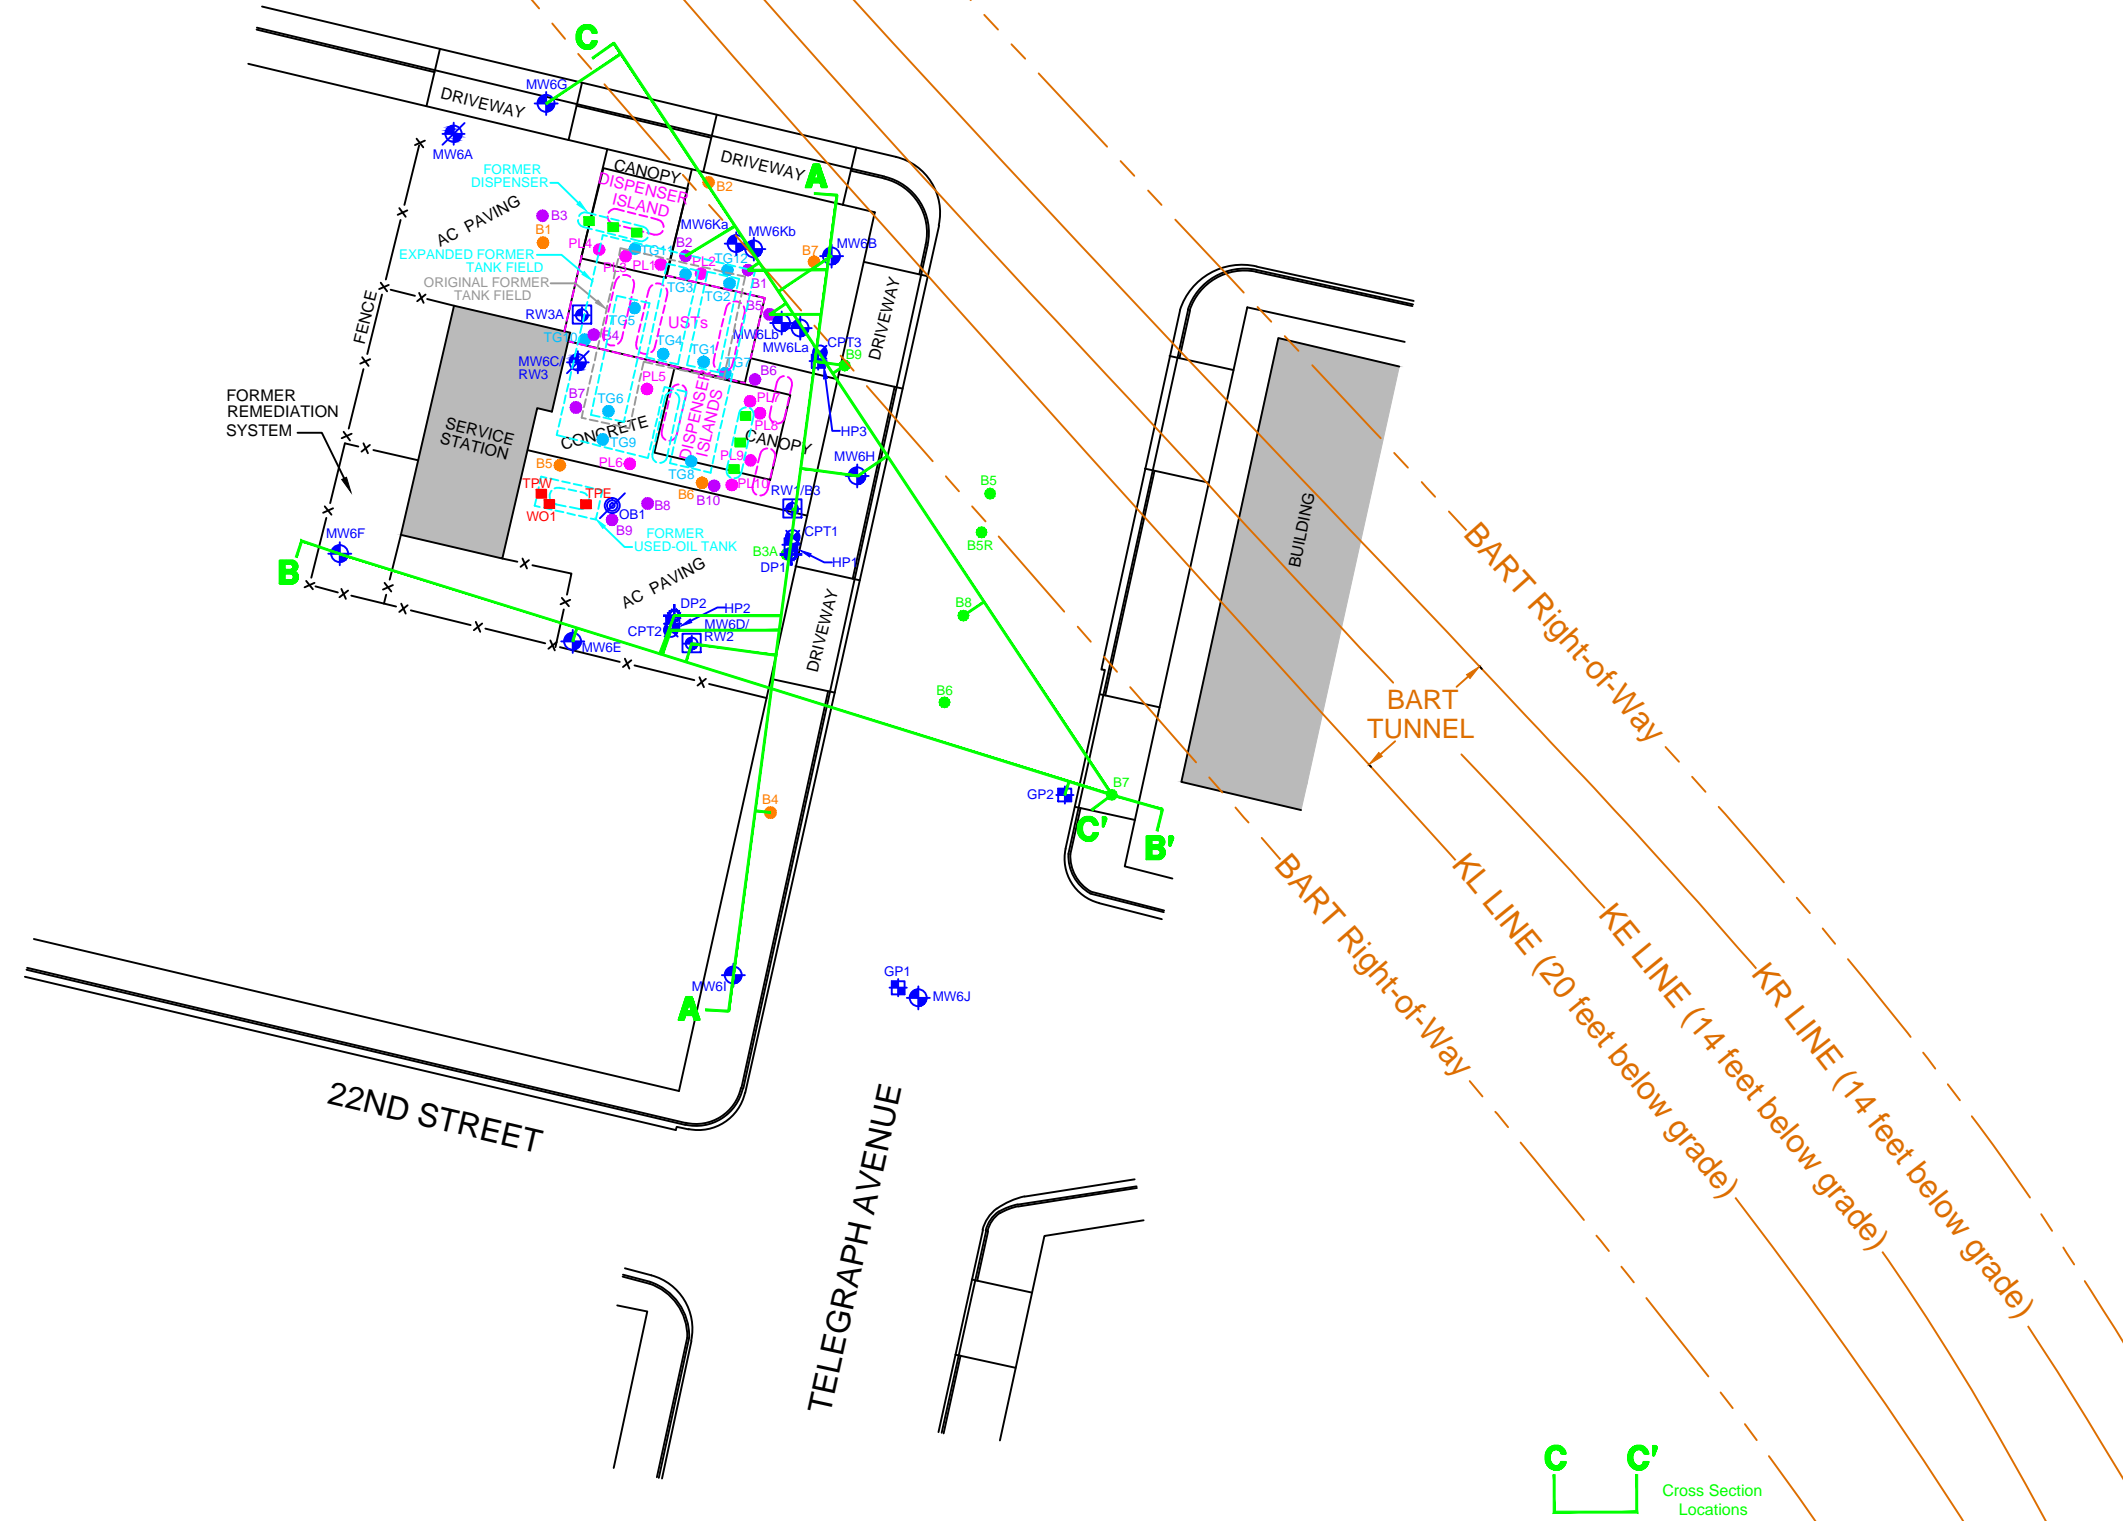 C
MW6G
DRIVEWAY
MW6A
FORMER
DISPENSER
CANOPY
DRIVEWAY
A
B2
DISPENSER
ISLAND
AC PAVING
B3
B1
MW6Ka
MW6Kb
B7
MW6B
PL4
TG11
B2
PL3
PL1
PL2
TG12
EXPANDED FORMER
TANK FIELD
TG3
TG2
B1
ORIGINAL FORMER
TANK FIELD
FENCE
RW3A
TG5
USTs
B5
MW6Lb
MW6La
DRIVEWAY
TG10
B4
CPT3
B9
MW6C/
RW3
TG4
TG1
TG7
PL5
B6
B7
TG6
DISPENSER
ISLANDS
PL7
PL8
FORMER
REMEDIATION
SYSTEM
SERVICE
STATION
CONCRETE
TG9
CANOPY
HP3
B5
PL6
PL9
MW6H
TG8
TPW
TPE
B6
B10
PL10
RW1/B3
WO1
OB1
B8
B9
FORMER
USED-OIL TANK
CPT1
B3A
HP1
DP1
MW6F
B
AC PAVING
DP2
HP2
CPT2
MW6D/
RW2
MW6E
DRIVEWAY
B5
B5R
B8
B6
BUILDING
BART Right-of-Way
BART
TUNNEL
B4
GP2
B7
C'
B'
MW6I
A
GP1
MW6J
BART Right-of-Way
KL LINE (20 feet below grade)
KE LINE (14 feet below grade)
KR LINE (14 feet below grade)
22ND STREET
TELEGRAPH AVENUE
C
C'
Cross Section
Locations